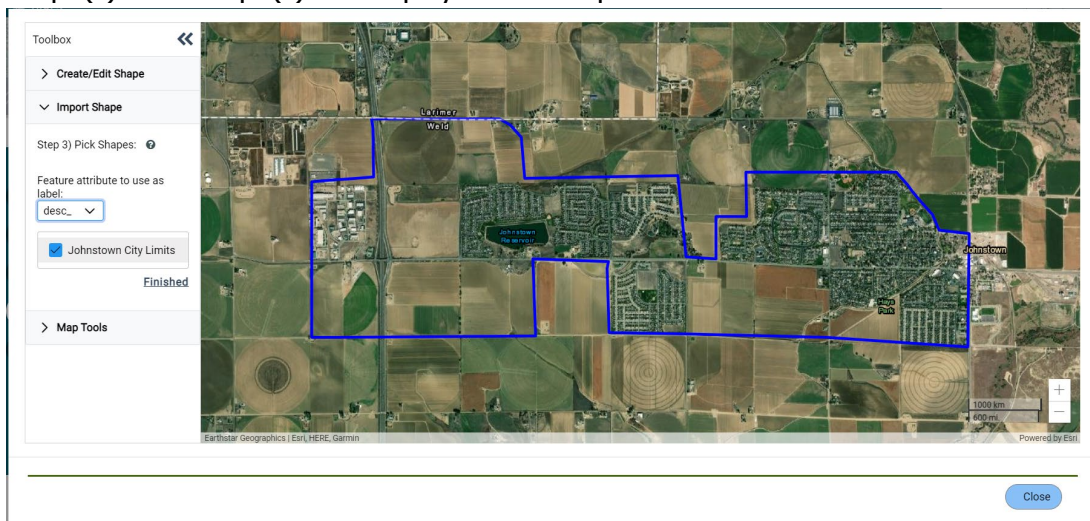 Toolbox
Create/Edit Shape
Import Shape
Step 3) Pick Shapes:
Feature attribute to use as
label:
desc_
Johnstown City Limits
Finished
Map Tools
Larimer
Weld
Johnstown
Reservoir
Johnstown
Hays
Park
1000 km
600 mi
Earthstar Geographics | Esri, HERE, Garmin
Powered by Esri
Close